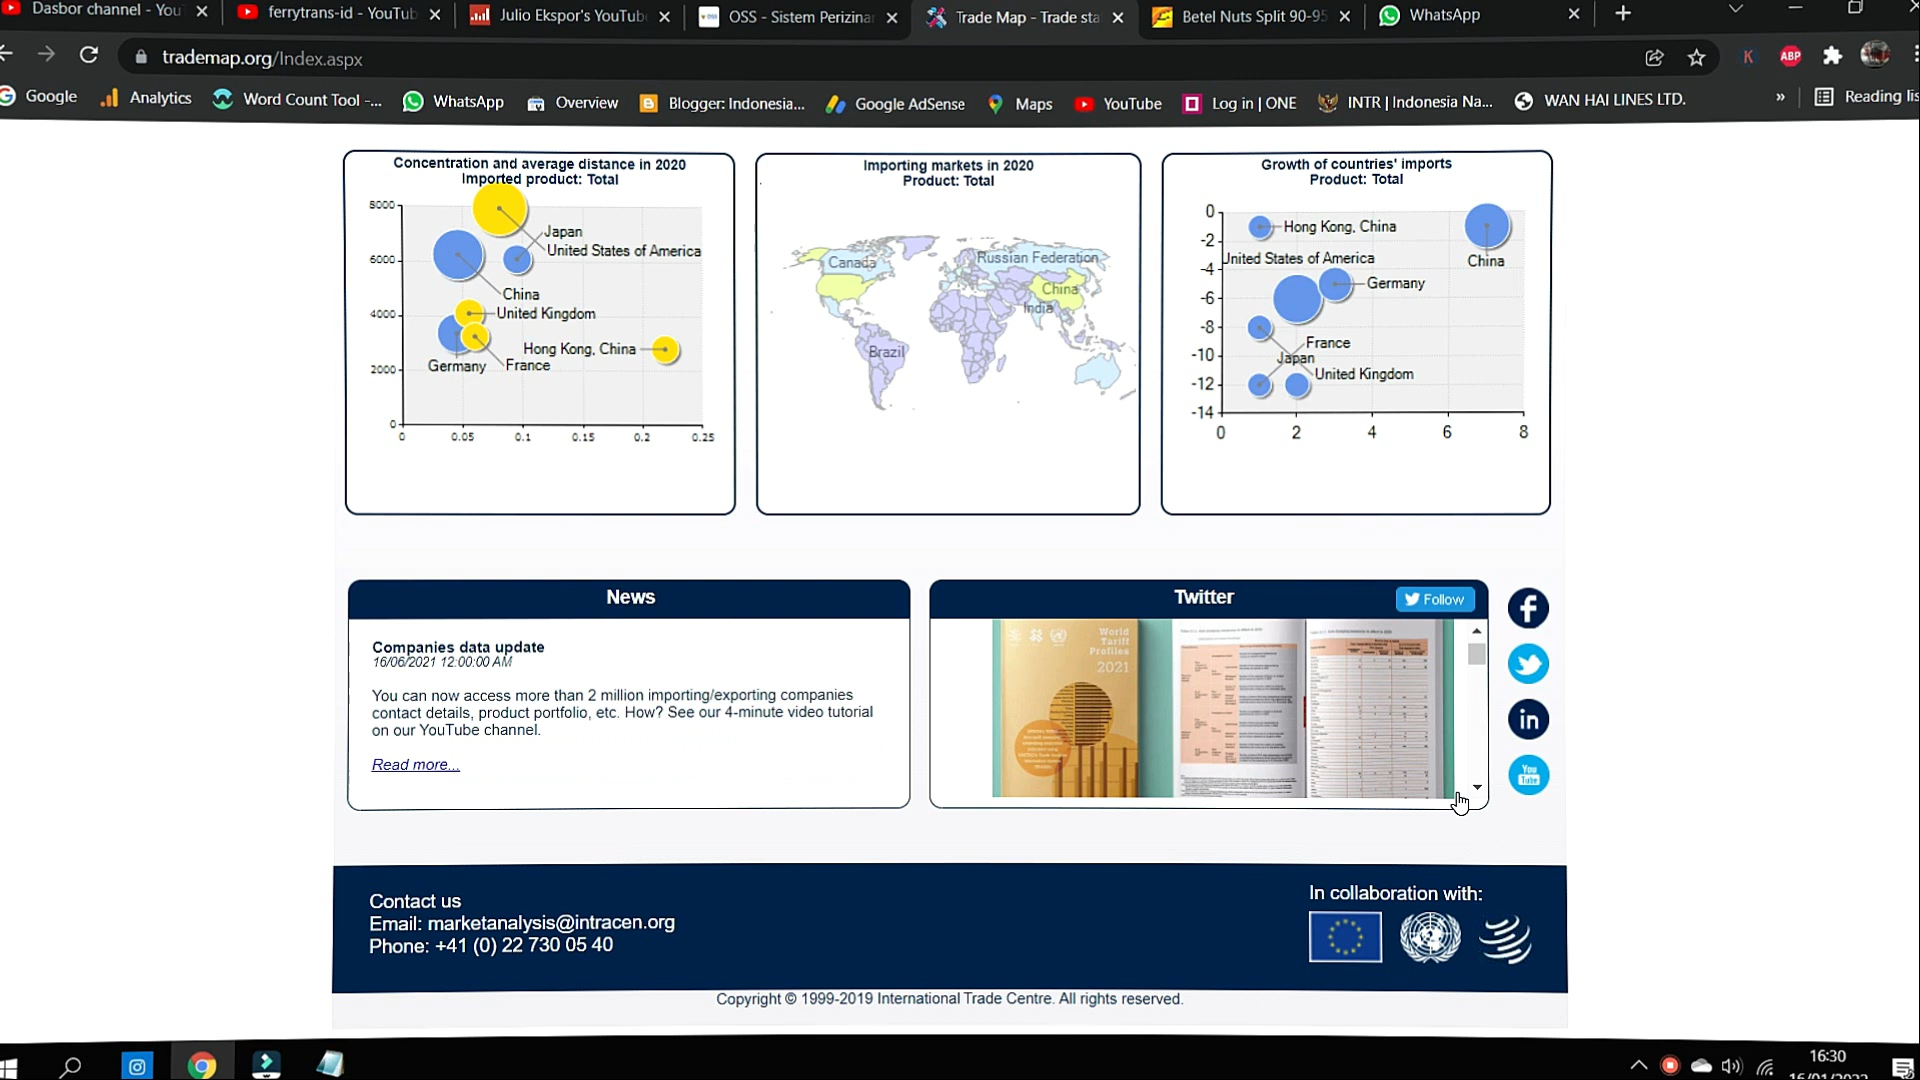 Dasbor channel - You
ferrytrans-id - YouTub
Julio Ekspor's YouTube
OSS - Sistem Perizinan
Trade Map - Trade sta
Betel Nuts Split 90-95
WhatsApp
trademap.org/Index.aspx
Google
Analytics
Word Count Tool -...
WhatsApp
Overview
Blogger: Indonesia...
Google AdSense
Maps
YouTube
Log in | ONE
INTR | Indonesia Na...
WAN HAI LINES LTD.
»
Reading lis
Concentration and average distance in 2020
Imported product: Total
8000
6000
4000
2000
0
0 0.05 0.1 0.15 0.2 0.25
Japan
United States of America
China
United Kingdom
Hong Kong, China
Germany
France
Importing markets in 2020
Product: Total
Canada
Russian Federation
China
India
Brazil
Growth of countries' imports
Product: Total
0
-2
-4
-6
-8
-10
-12
-14
0 2 4 6 8
Hong Kong, China
United States of America
China
Germany
France
Japan
United Kingdom
News
Companies data update
16/06/2021 12:00:00 AM
You can now access more than 2 million importing/exporting companies
contact details, product portfolio, etc. How? See our 4-minute video tutorial
on our YouTube channel.
Read more...
Twitter
Follow
World
Tariff
Profiles
2021
You
Tube
Contact us
Email: marketanalysis@intracen.org
Phone: +41 (0) 22 730 05 40
In collaboration with:
Copyright © 1999-2019 International Trade Centre. All rights reserved.
16:30